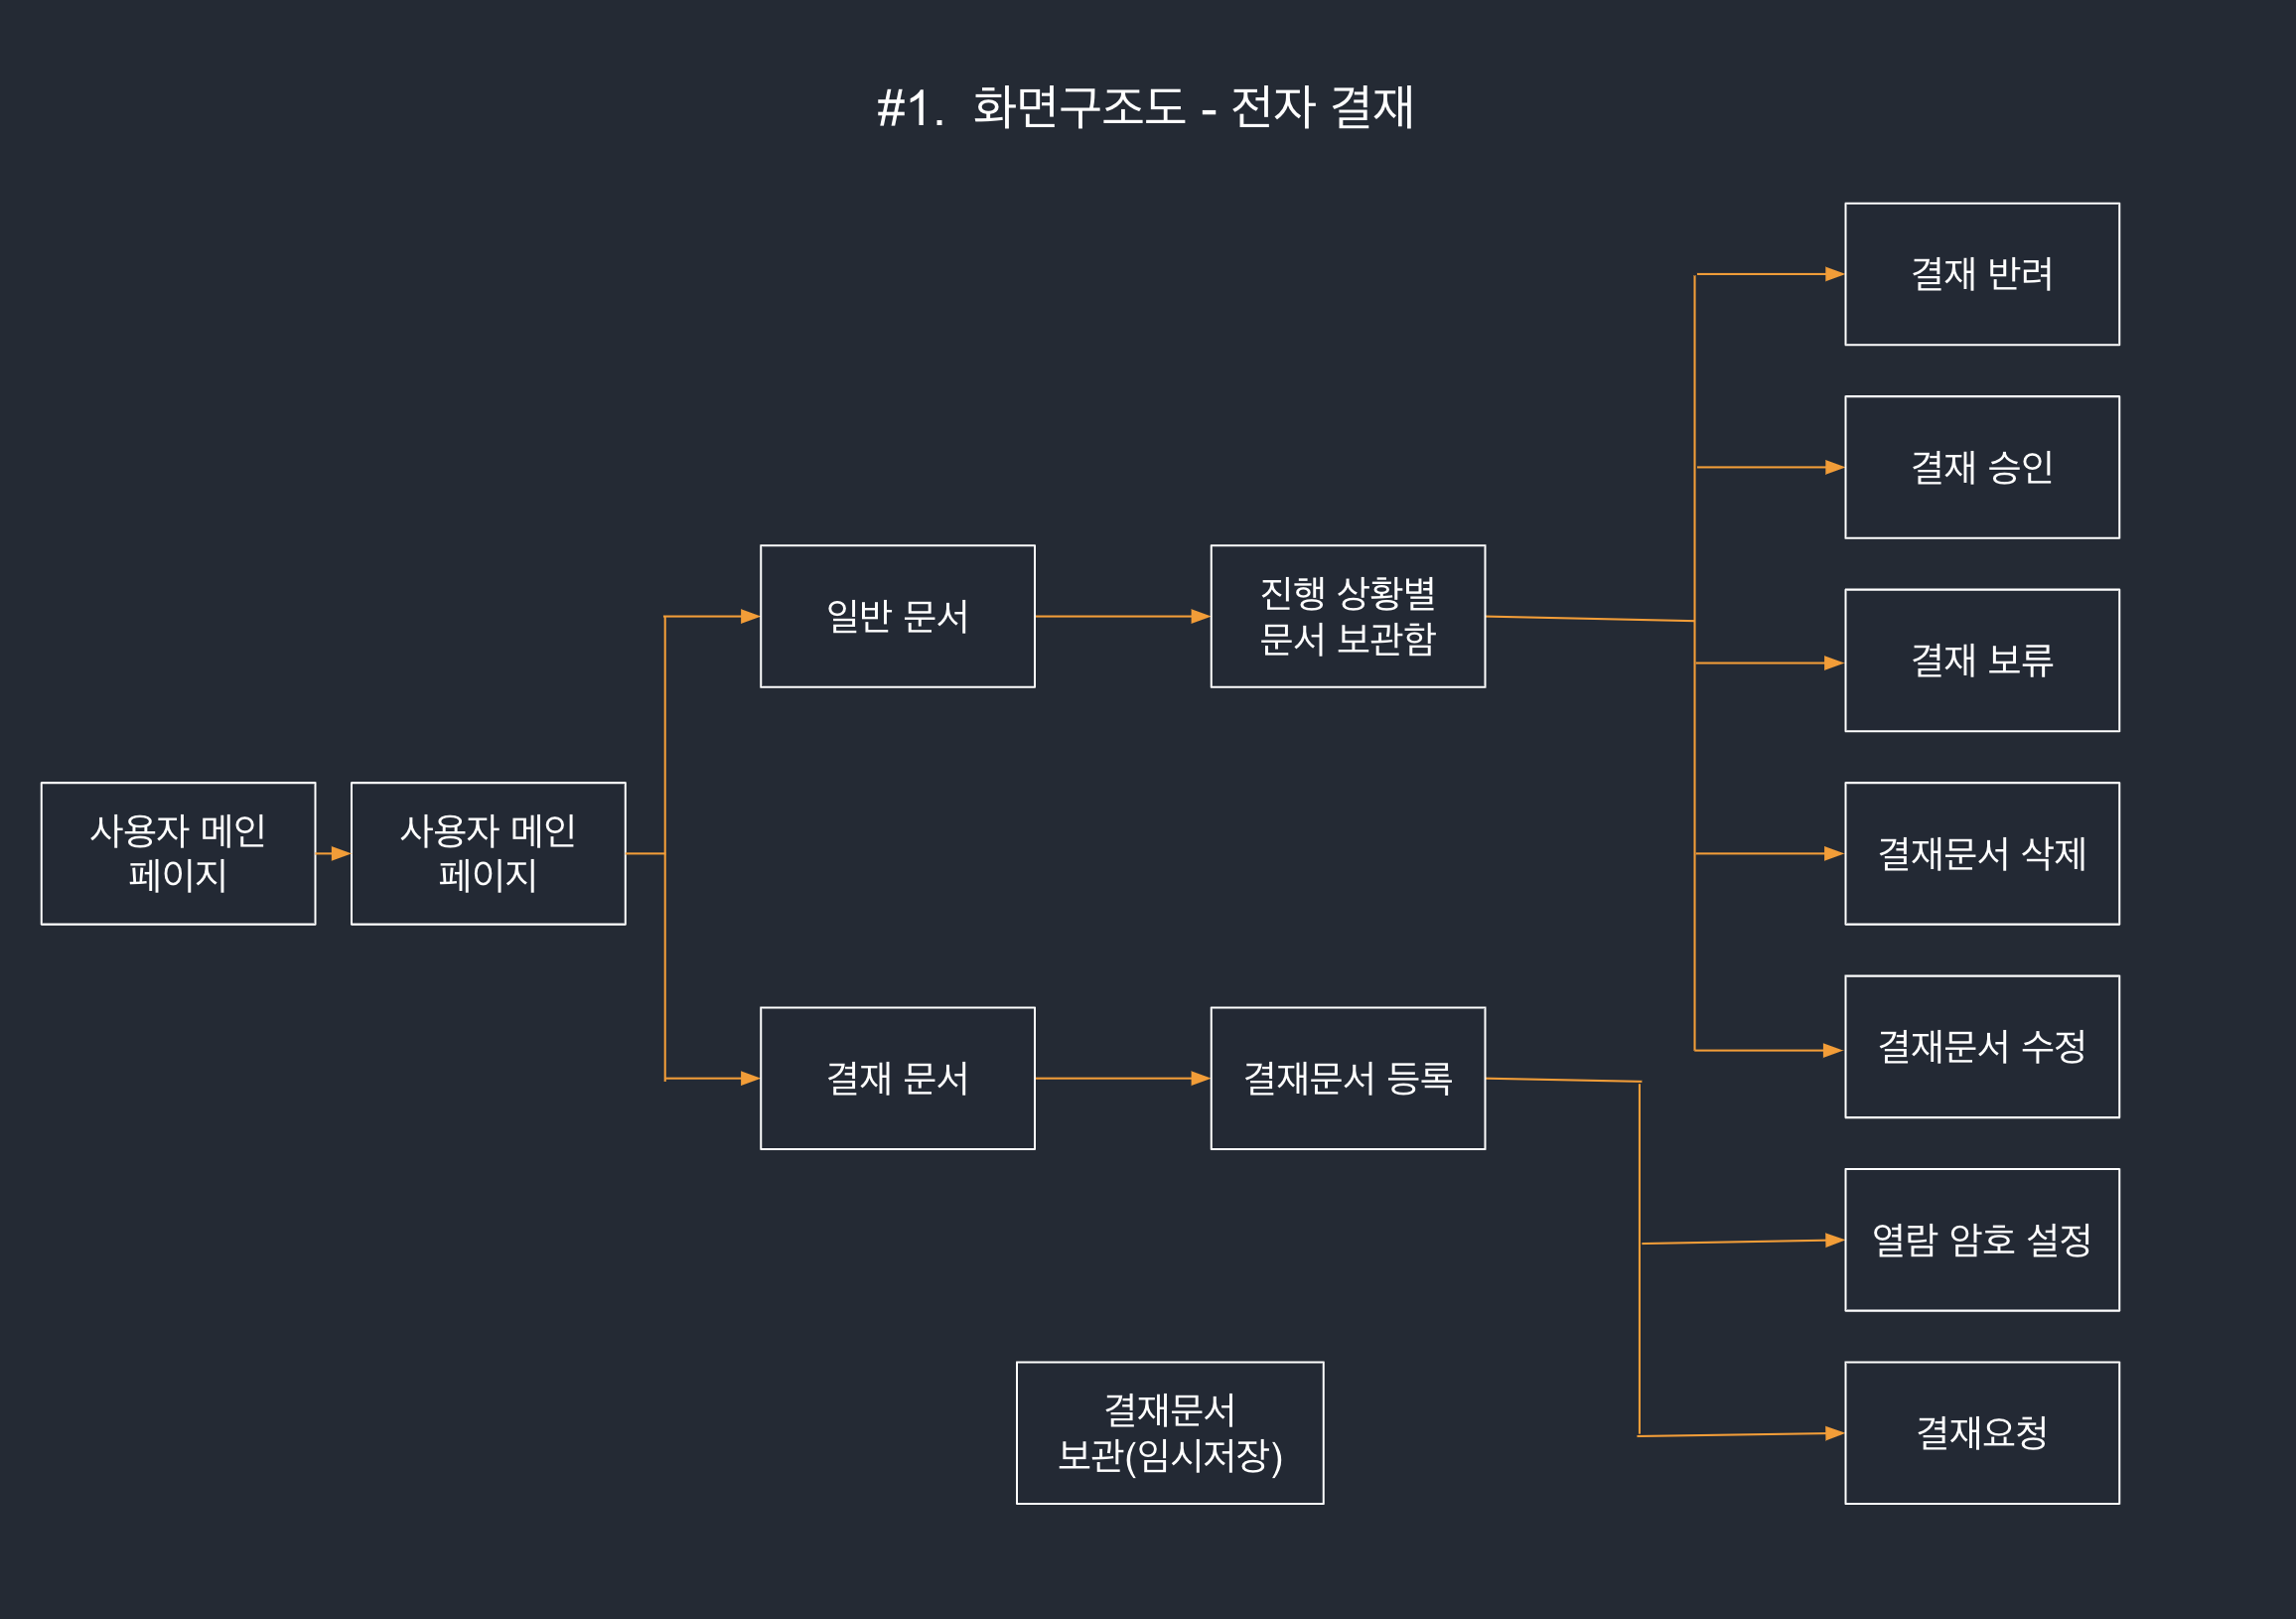 #1. 화면구조도 - 전자 결재
결재 반려
결재 승인
일반 문서
진행 상황별
문서 보관함
결재 보류
사용자 메인
페이지
사용자 메인
페이지
결재문서 삭제
결재 문서
결재문서 등록
결재문서 수정
열람 암호 설정
결재문서
보관(임시저장)
결재요청